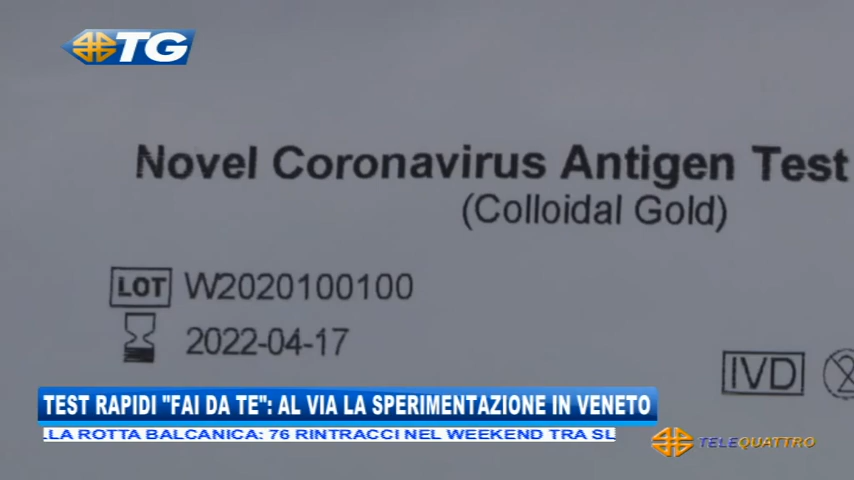 TG
Novel Coronavirus Antigen Test
(Colloidal Gold)
LOT W2020100100
2022-04-17
IVD
TEST RAPIDI "FAI DA TE": AL VIA LA SPERIMENTAZIONE IN VENETO
.LA ROTTA BALCANICA: 76 RINTRACCI NEL WEEKEND TRA SL
TELEQUATTRO